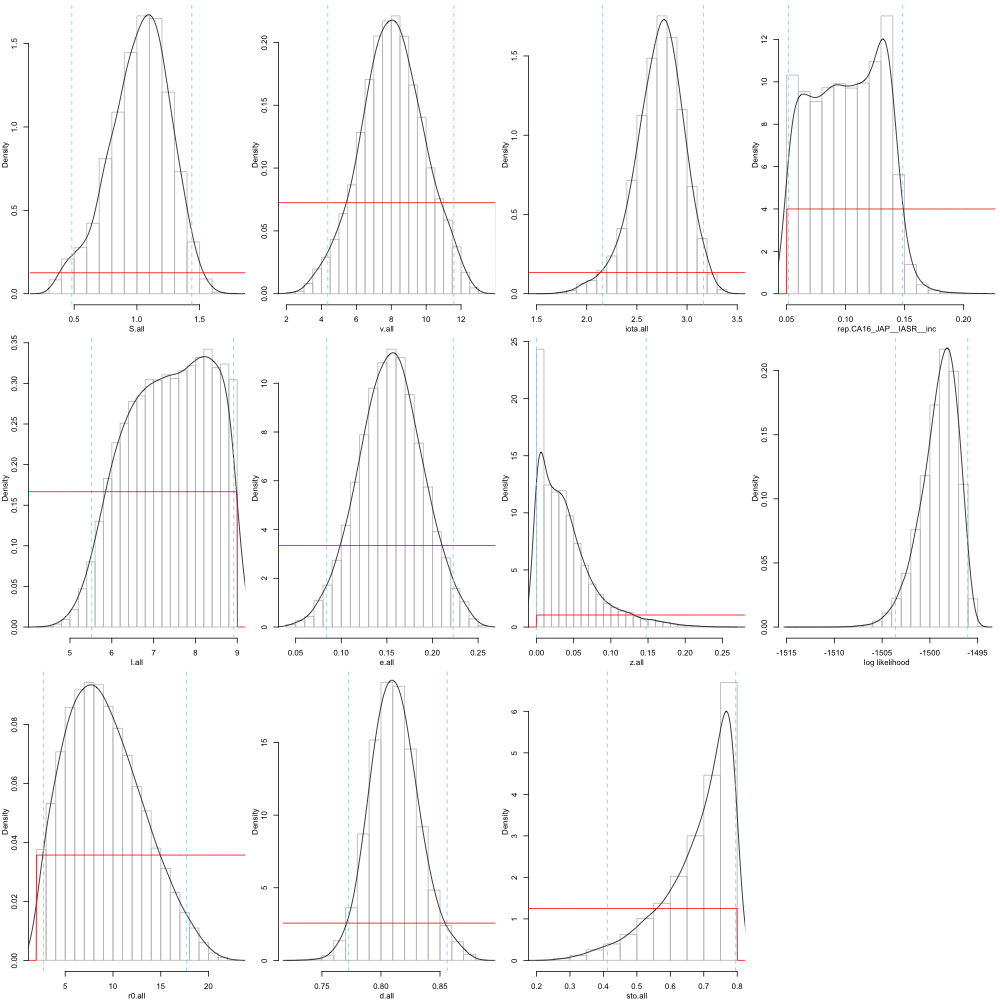 Density
0.0 0.5 1.0 1.5
0.5 1.0 1.5
S.all
Density
0.00 0.05 0.10 0.15 0.20
2 4 6 8 10 12
v.all
Density
0.0 0.5 1.0 1.5
1.5 2.0 2.5 3.0 3.5
iota.all
Density
0 2 4 6 8 10 12
0.05 0.10 0.15 0.20
rep.CA16_JAP__IASR__inc
Density
0.00 0.05 0.10 0.15 0.20 0.25 0.30 0.35
5 6 7 8 9
l.all
Density
0 2 4 6 8 10
0.05 0.10 0.15 0.20 0.25
e.all
Density
0 5 10 15 20 25
0.00 0.05 0.10 0.15 0.20 0.25
z.all
Density
0.00 0.05 0.10 0.15 0.20
-1515 -1505 -1500 -1495
log likelihood
Density
0.00 0.02 0.04 0.06 0.08
5 10 15 20
r0.all
Density
0 5 10 15
0.75 0.80 0.85
d.all
Density
0 1 2 3 4 5 6
0.2 0.3 0.4 0.5 0.6 0.7 0.8
sto.all